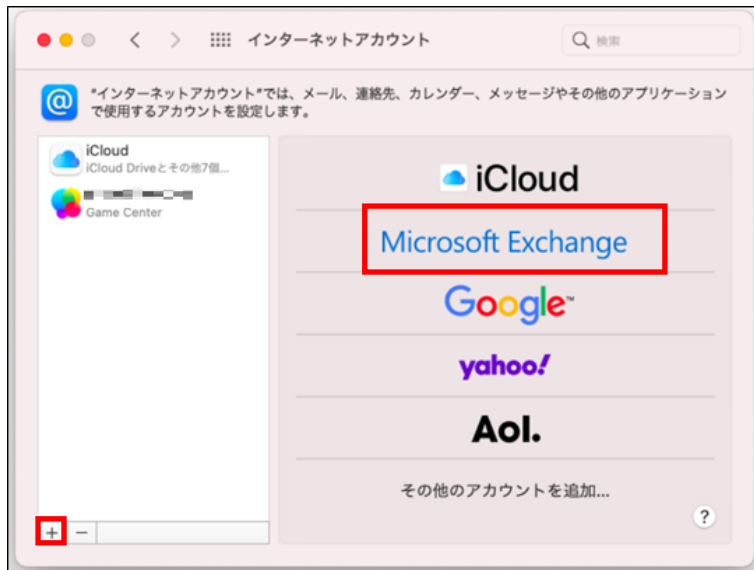 インターネットアカウント
検索
"インターネットアカウント"では、メール、連絡先、カレンダー、メッセージやその他のアプリケーション
で使用するアカウントを設定します。
iCloud
iCloud Driveとその他7個...
Game Center
iCloud
Microsoft Exchange
Google™
yahoo!
Aol.
その他のアカウントを追加...
?
+ −